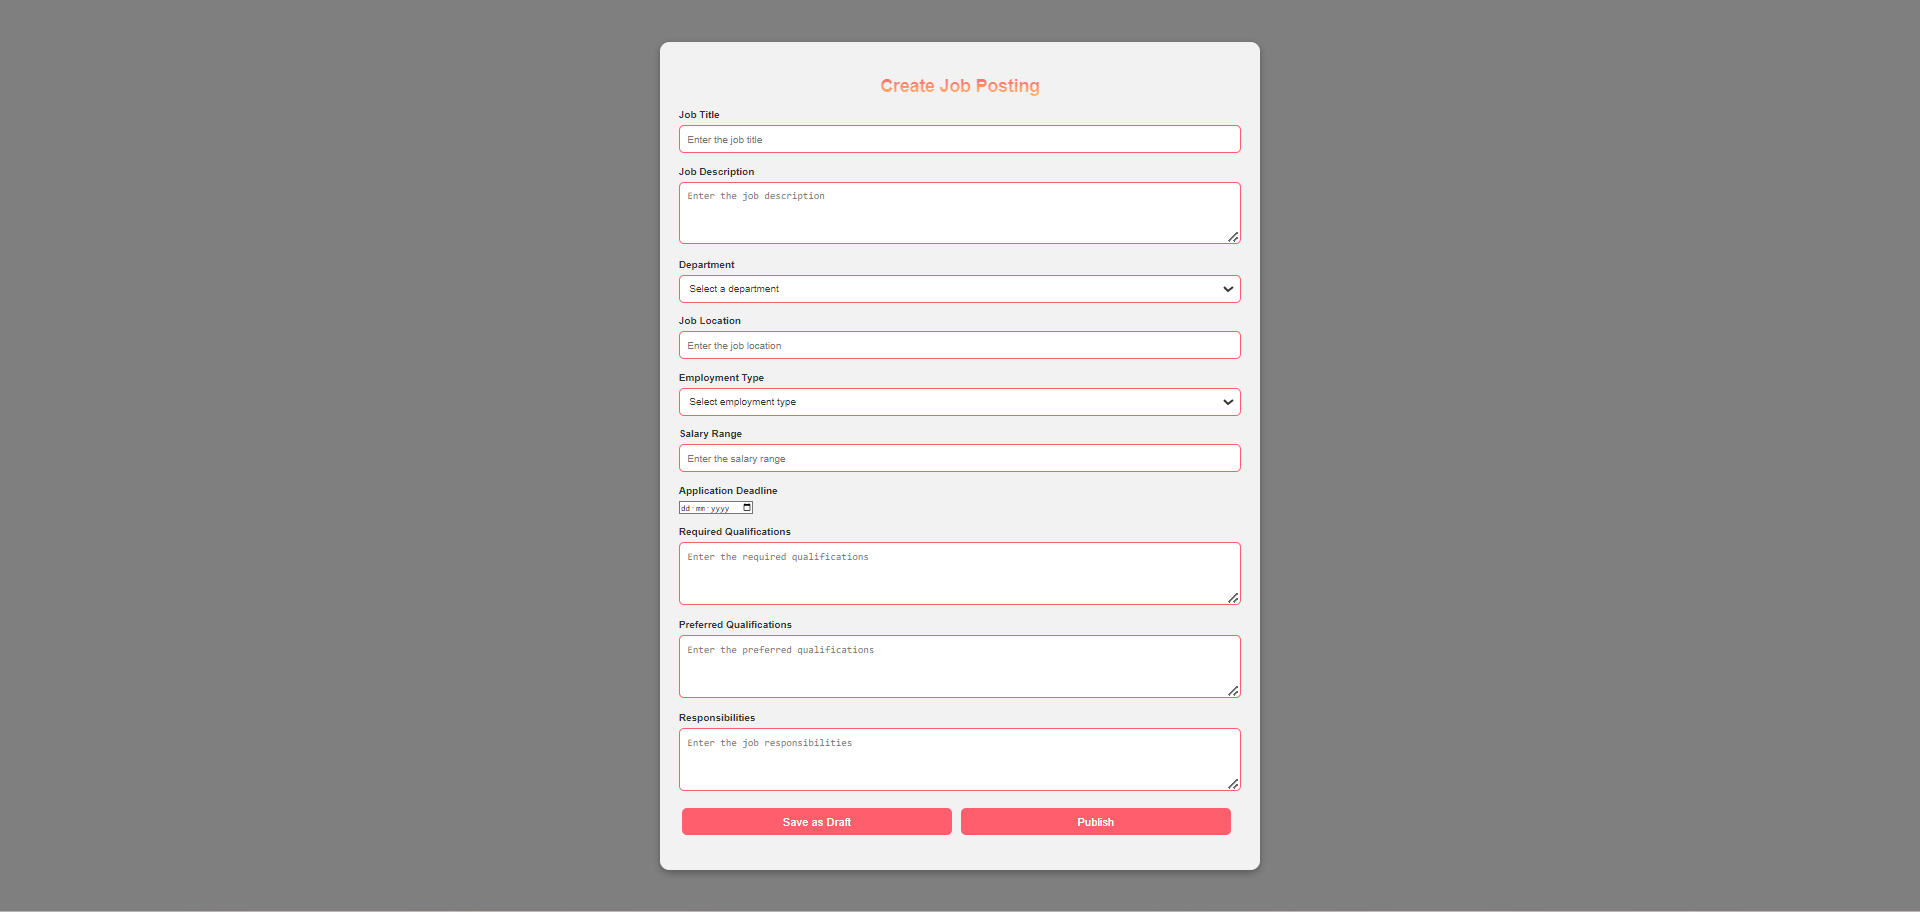 Create Job Posting
Job Title
Enter the job title
Job Description
Enter the job description
Department
Select a department
Job Location
Enter the job location
Employment Type
Select employment type
Salary Range
Enter the salary range
Application Deadline
dd-mm-yyyy
Required Qualifications
Enter the required qualifications
Preferred Qualifications
Enter the preferred qualifications
Responsibilities
Enter the job responsibilities
Save as Draft Publish